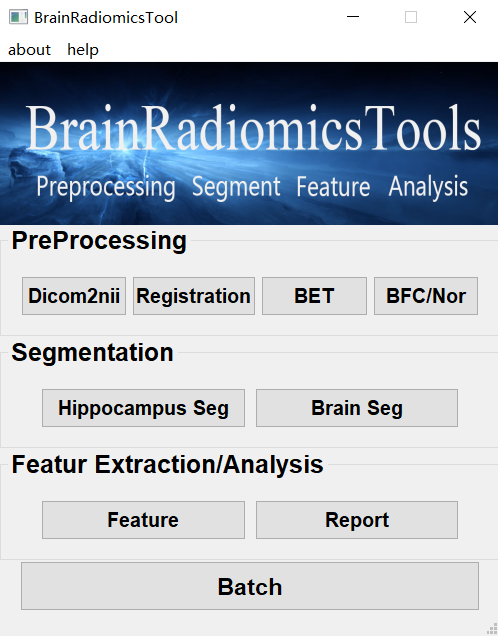 BrainRadiomicsTool
about help
BrainRadiomicsTools
Preprocessing Segment Feature Analysis
PreProcessing
Dicom2nii Registration BET BFC/Nor
Segmentation
Hippocampus Seg Brain Seg
Featur Extraction/Analysis
Feature Report
Batch